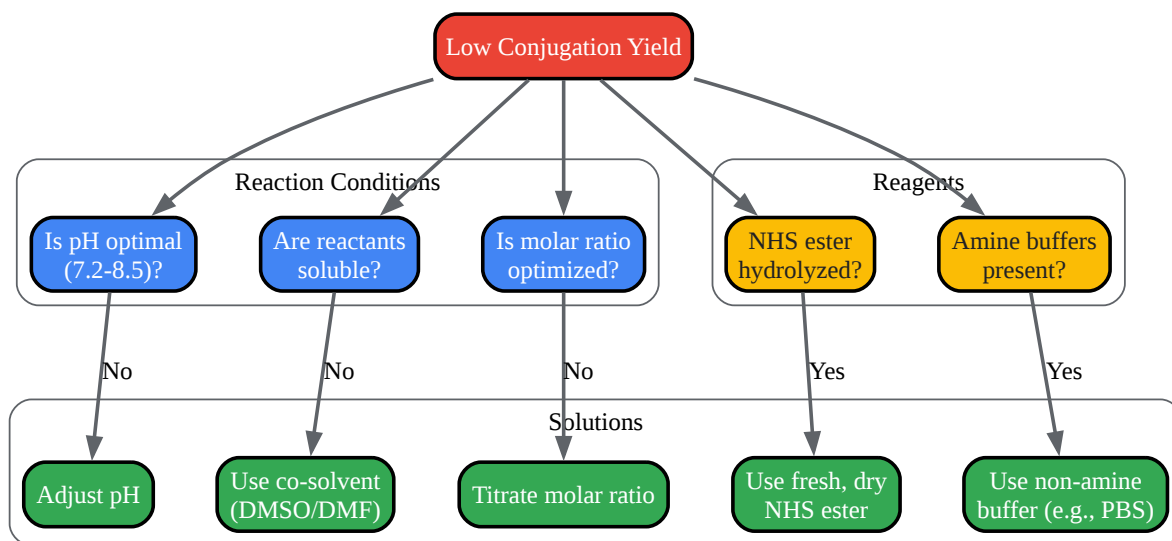 Low Conjugation Yield
Reaction Conditions
Reagents
Is pH optimal
(7.2-8.5)?
Are reactants
soluble?
Is molar ratio
optimized?
NHS ester
hydrolyzed?
Amine buffers
present?
No
No
No
Yes
Yes
Solutions
Adjust pH
Use co-solvent
(DMSO/DMF)
Titrate molar ratio
Use fresh, dry
NHS ester
Use non-amine
buffer (e.g., PBS)